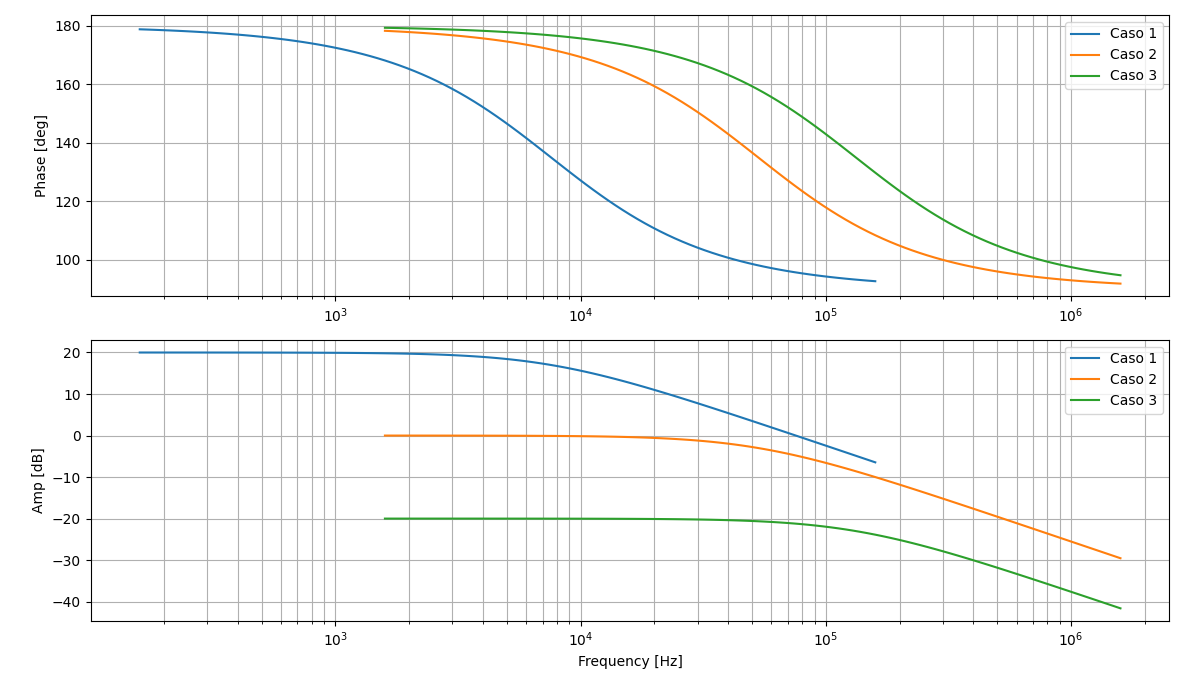 180
160
140
120
100
Phase [deg]
Caso 1
Caso 2
Caso 3
10³
10⁴
10⁵
10⁶
20
10
0
−10
−20
−30
−40
Amp [dB]
Caso 1
Caso 2
Caso 3
10³
10⁴
10⁵
10⁶
Frequency [Hz]